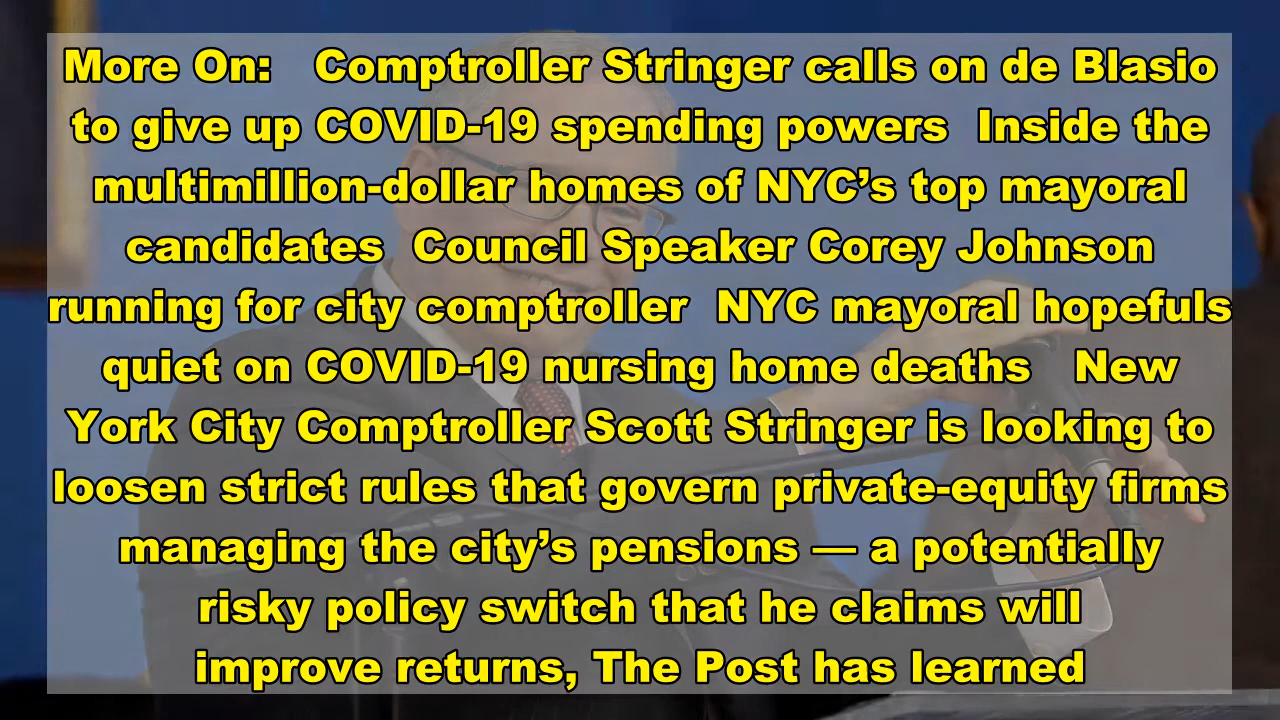 More On: Comptroller Stringer calls on de Blasio
to give up COVID-19 spending powers Inside the
multimillion-dollar homes of NYC’s top mayoral
candidates Council Speaker Corey Johnson
running for city comptroller NYC mayoral hopefuls
quiet on COVID-19 nursing home deaths New
York City Comptroller Scott Stringer is looking to
loosen strict rules that govern private-equity firms
managing the city’s pensions — a potentially
risky policy switch that he claims will
improve returns, The Post has learned